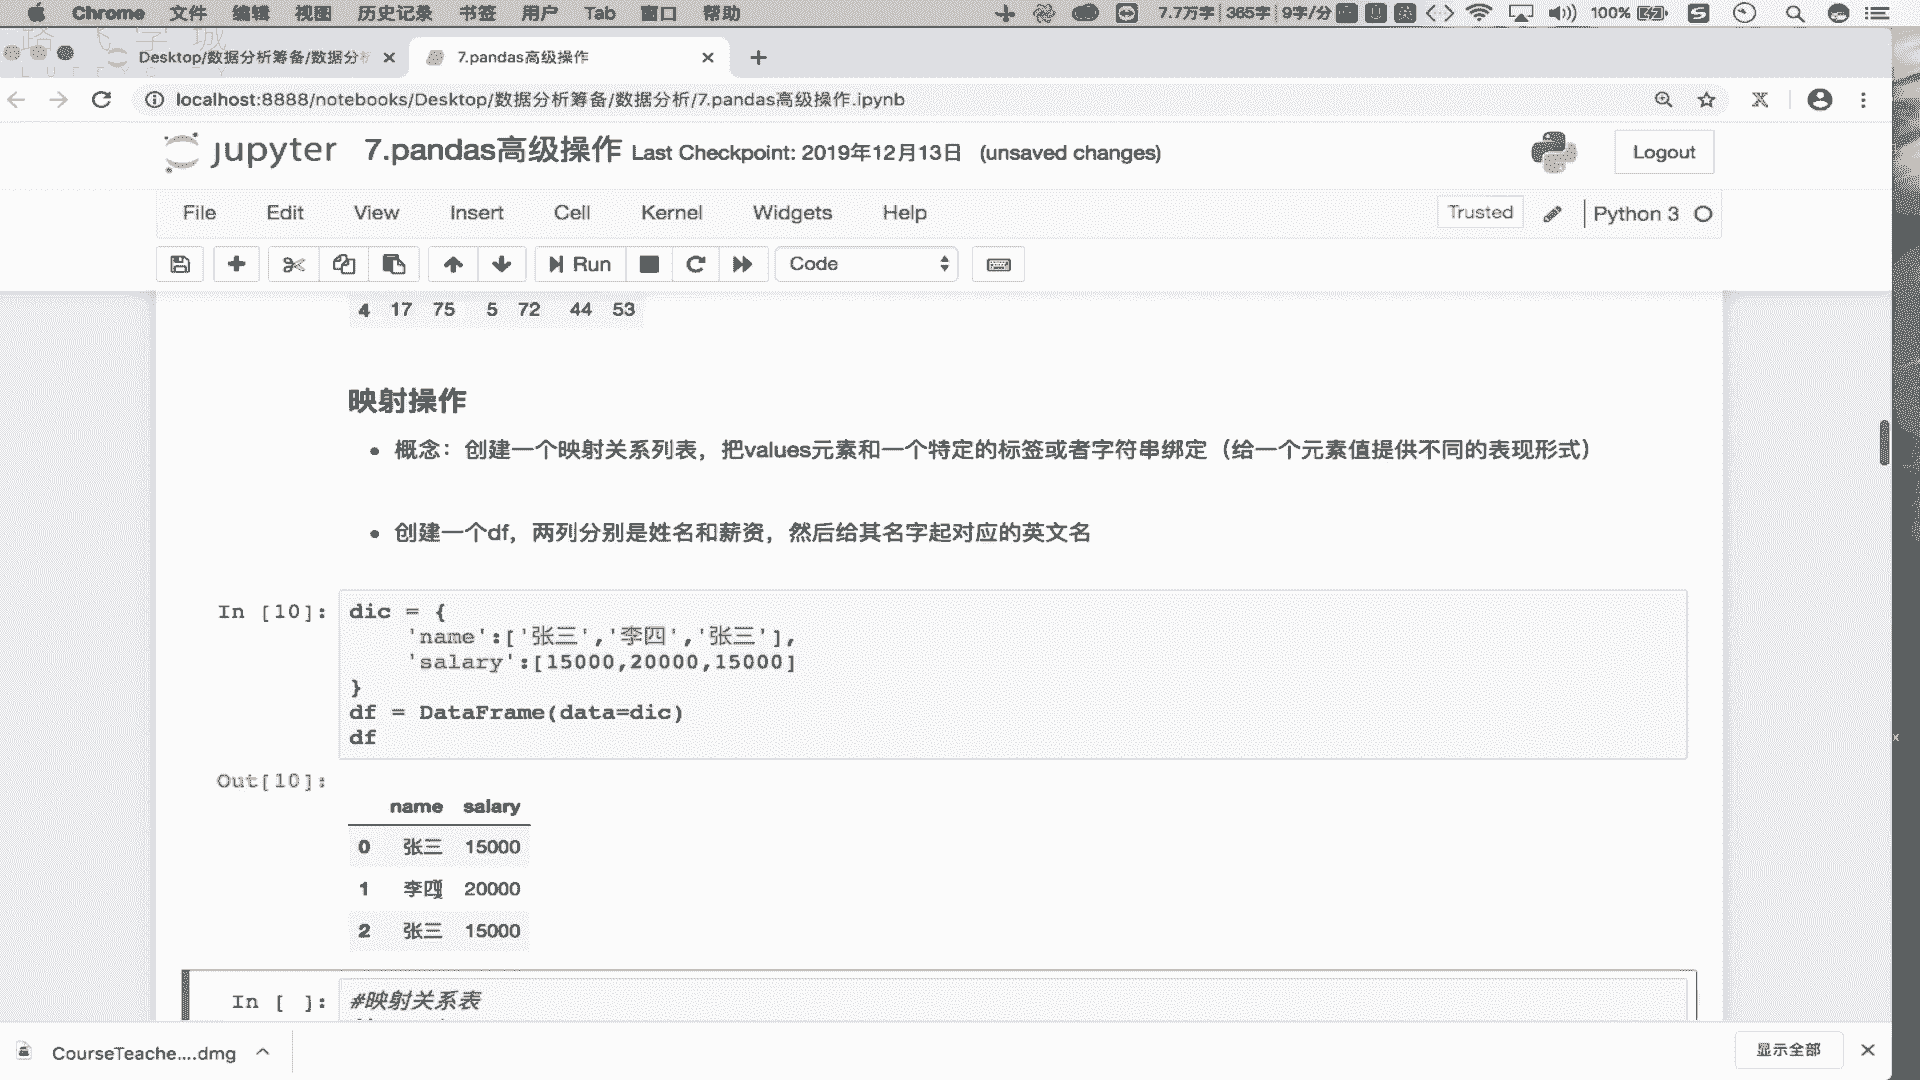 Chrome 文件 编辑 视图 历史记录 书签 用户 Tab 窗口 帮助 7.7万字 365字 9字/分 英 100%
Desktop/数据分析筹备/数据分 7.pandas高级操作
localhost:8888/notebooks/Desktop/数据分析筹备/数据分析/7.pandas高级操作.ipynb
jupyter 7.pandas高级操作 Last Checkpoint: 2019年12月13日 (unsaved changes) Logout
File Edit View Insert Cell Kernel Widgets Help Trusted Python 3
Run Code
4 17 75 5 72 44 53
映射操作
概念：创建一个映射关系列表，把values元素和一个特定的标签或者字符串绑定（给一个元素值提供不同的表现形式）
创建一个df，两列分别是姓名和薪资，然后给其名字起对应的英文名
In [10]: dic = {
'name':['张三','李四','张三'],
'salary':[15000,20000,15000]
}
df = DataFrame(data=dic)
df
Out[10]:
name salary
0 张三 15000
1 李四 20000
2 张三 15000
In [ ]: #映射关系表
CourseTeache....dmg 显示全部